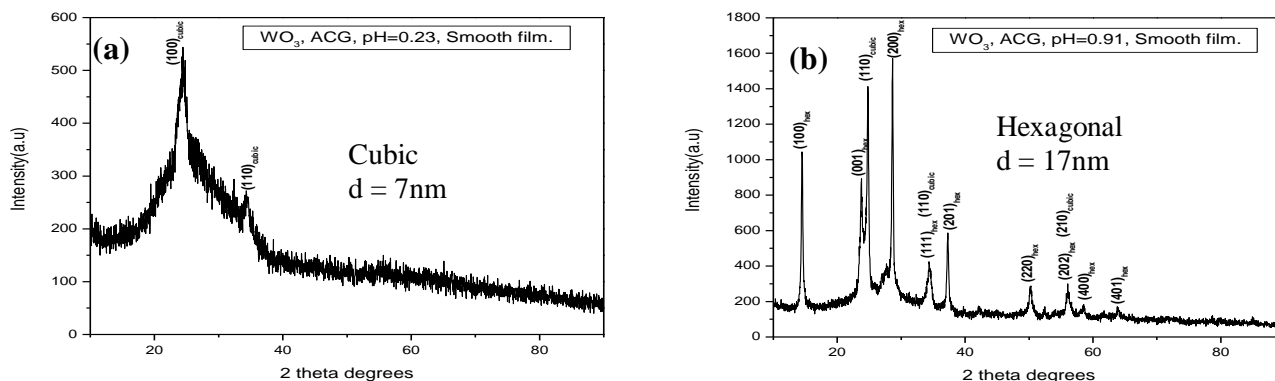 (a)
WO₃, ACG, pH=0.23, Smooth film.
(100)cubic
(110)cubic
Cubic
d = 7nm
Intensity(a.u)
600
500
400
300
200
100
0
20
40
60
80
2 theta degrees
(b)
WO₃, ACG, pH=0.91, Smooth film.
(100)hex
(001)hex
(110)cubic
(200)hex
(111)hex (110)cubic
(201)hex
(220)hex
(202)hex (210)cubic
(400)hex
(401)hex
Hexagonal
d = 17nm
Intensity(a.u)
1800
1600
1400
1200
1000
800
600
400
200
0
20
40
60
80
2 theta degrees